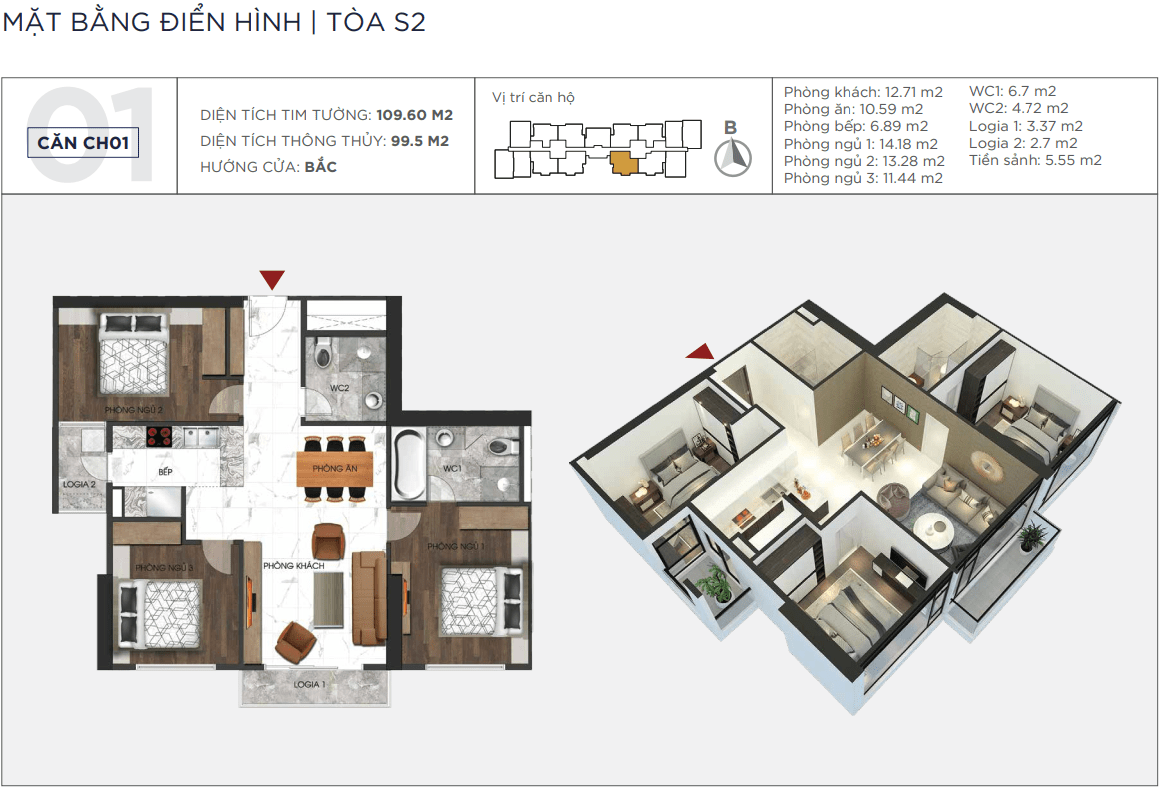 MẶT BẰNG ĐIỂN HÌNH | TÒA S2
01
CĂN CH01
DIỆN TÍCH TIM TƯỜNG: 109.60 M2
DIỆN TÍCH THÔNG THỦY: 99.5 M2
HƯỚNG CỬA: BẮC
Vị trí căn hộ
B
Phòng khách: 12.71 m2
Phòng ăn: 10.59 m2
Phòng bếp: 6.89 m2
Phòng ngủ 1: 14.18 m2
Phòng ngủ 2: 13.28 m2
Phòng ngủ 3: 11.44 m2
WC1: 6.7 m2
WC2: 4.72 m2
Logia 1: 3.37 m2
Logia 2: 2.7 m2
Tiền sảnh: 5.55 m2
PHÒNG NGỦ 2
WC2
BẾP
PHÒNG ĂN
WC1
LOGIA 2
PHÒNG NGỦ 1
PHÒNG NGỦ 3
PHÒNG KHÁCH
LOGIA 1